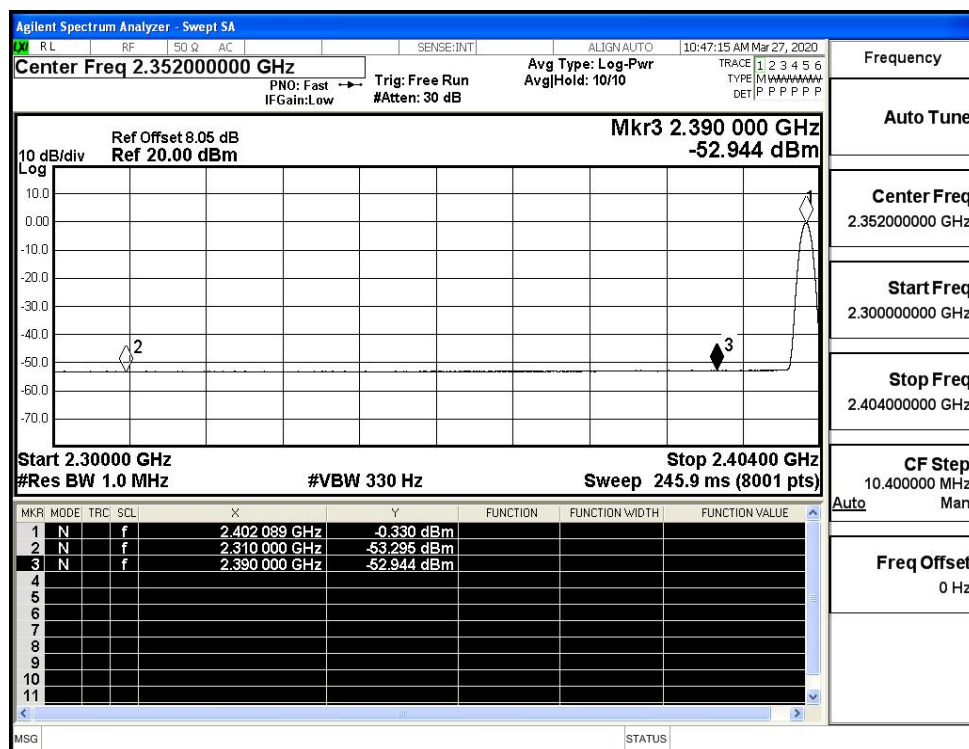 Agilent Spectrum Analyzer - Swept SA
LXI RL RF 50 Ω AC SENSE:INT ALIGN AUTO 10:47:15 AM Mar 27, 2020
Center Freq 2.352000000 GHz
PNO: Fast
IFGain:Low
Trig: Free Run
#Atten: 30 dB
Avg Type: Log-Pwr
Avg|Hold: 10/10
TRACE 1 2 3 4 5 6
TYPE M W W W W W
DET P P P P P P
Ref Offset 8.05 dB
10 dB/div Ref 20.00 dBm
Log
Mkr3 2.390 000 GHz
-52.944 dBm
10.0
0.00
-10.0
-20.0
-30.0
-40.0
-50.0
-60.0
-70.0
1
2
3
Start 2.30000 GHz Stop 2.40400 GHz
#Res BW 1.0 MHz #VBW 330 Hz Sweep 245.9 ms (8001 pts)
MKR MODE TRC SCL X Y FUNCTION FUNCTION WIDTH FUNCTION VALUE
1 N f 2.402 089 GHz -0.330 dBm
2 N f 2.310 000 GHz -53.295 dBm
3 N f 2.390 000 GHz -52.944 dBm
4
5
6
7
8
9
10
11
MSG STATUS
Frequency
Auto Tune
Center Freq
2.352000000 GHz
Start Freq
2.300000000 GHz
Stop Freq
2.404000000 GHz
CF Step
10.400000 MHz
Auto Man
Freq Offset
0 Hz